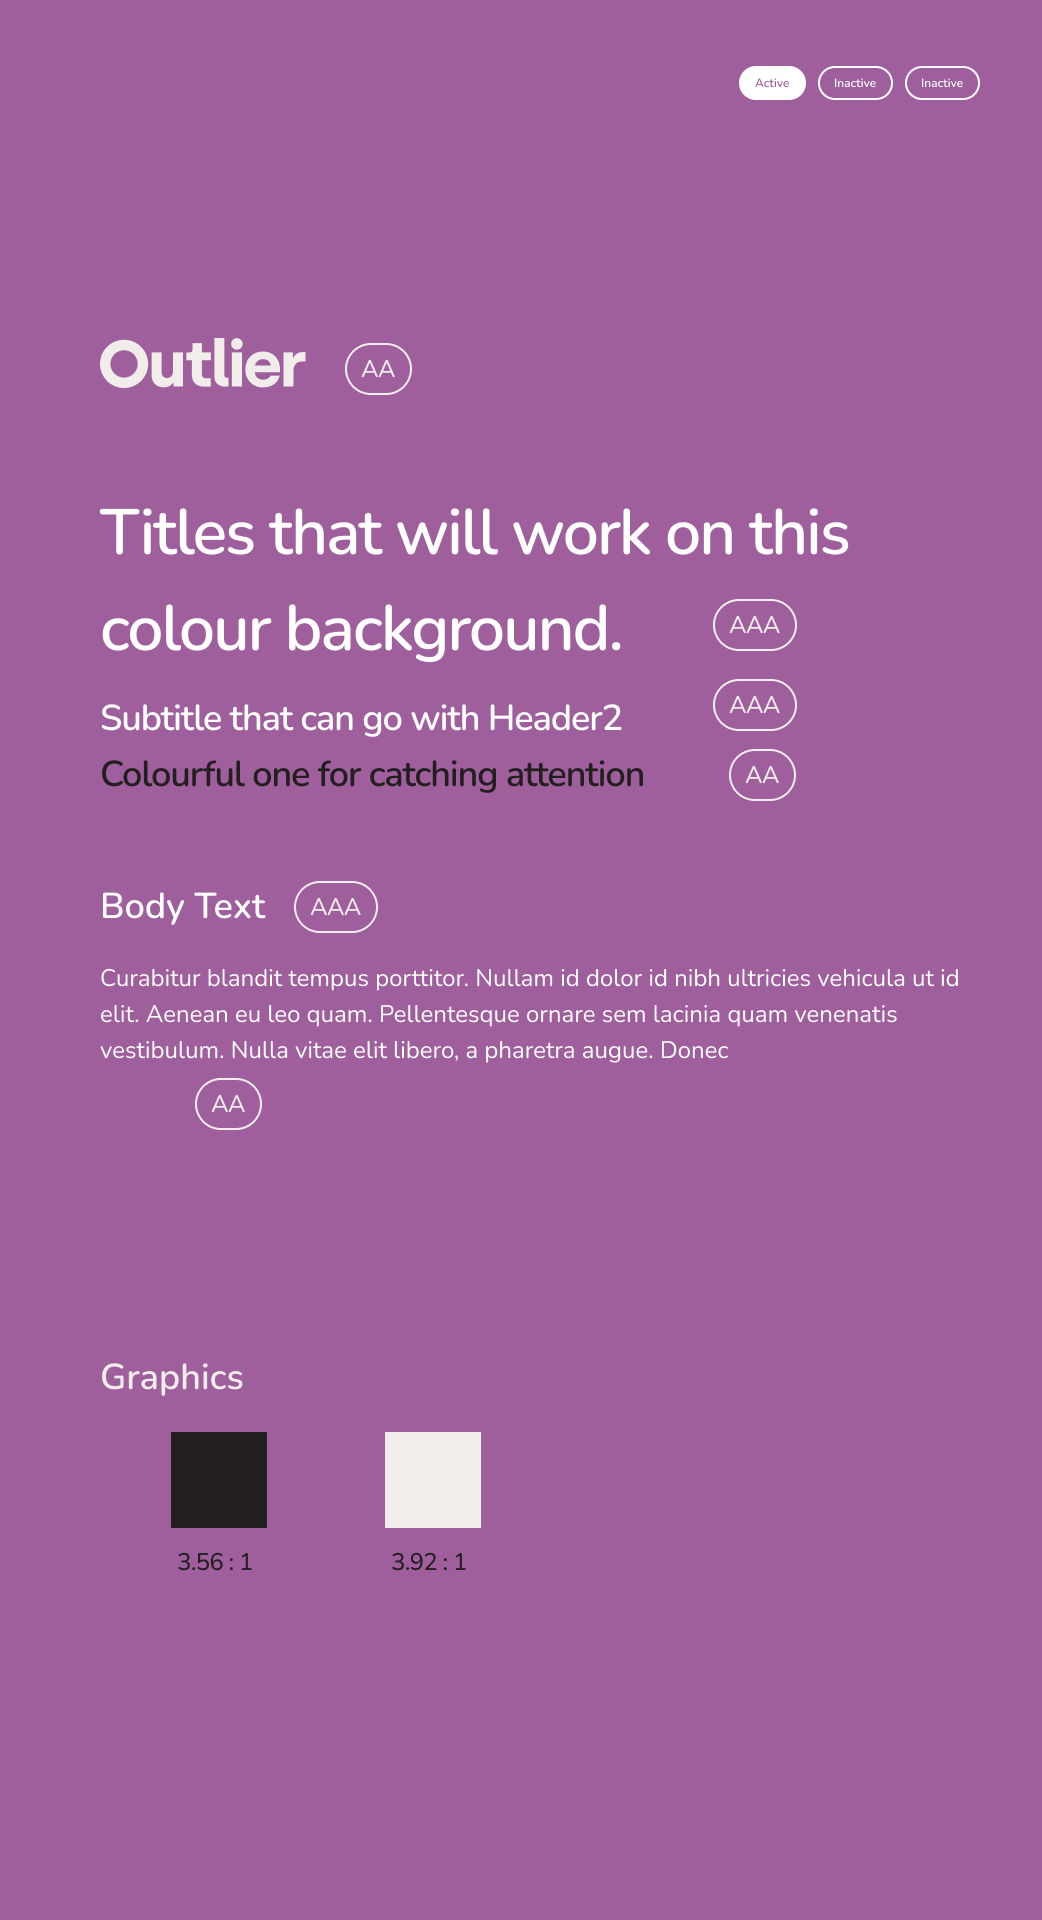 Active Inactive Inactive
Outlier AA
Titles that will work on this
colour background. AAA
Subtitle that can go with Header2 AAA
Colourful one for catching attention AA
Body Text AAA
Curabitur blandit tempus porttitor. Nullam id dolor id nibh ultricies vehicula ut id
elit. Aenean eu leo quam. Pellentesque ornare sem lacinia quam venenatis
vestibulum. Nulla vitae elit libero, a pharetra augue. Donec
AA
Graphics
3.56 : 1 3.92 : 1